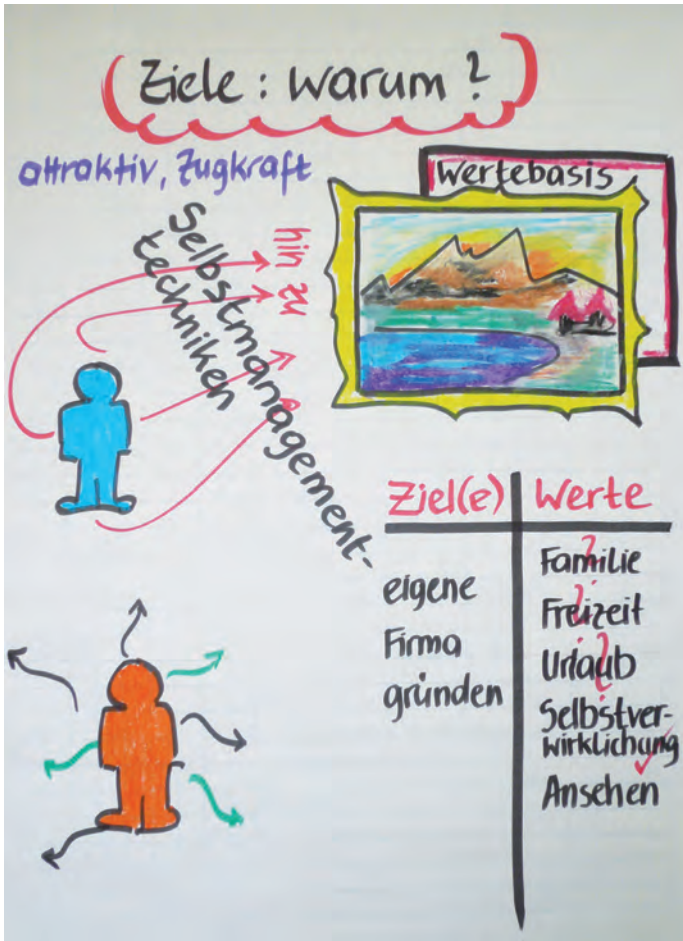 Ziele : Warum ?
attraktiv, Zugkraft
Wertebasis
hin
zu
Selbstmanagement-
techniken
Ziel(e)
Werte
eigene
Firma
gründen
Familie
?
Freizeit
?
Urlaub
?
Selbstver-
wirklichung
Ansehen